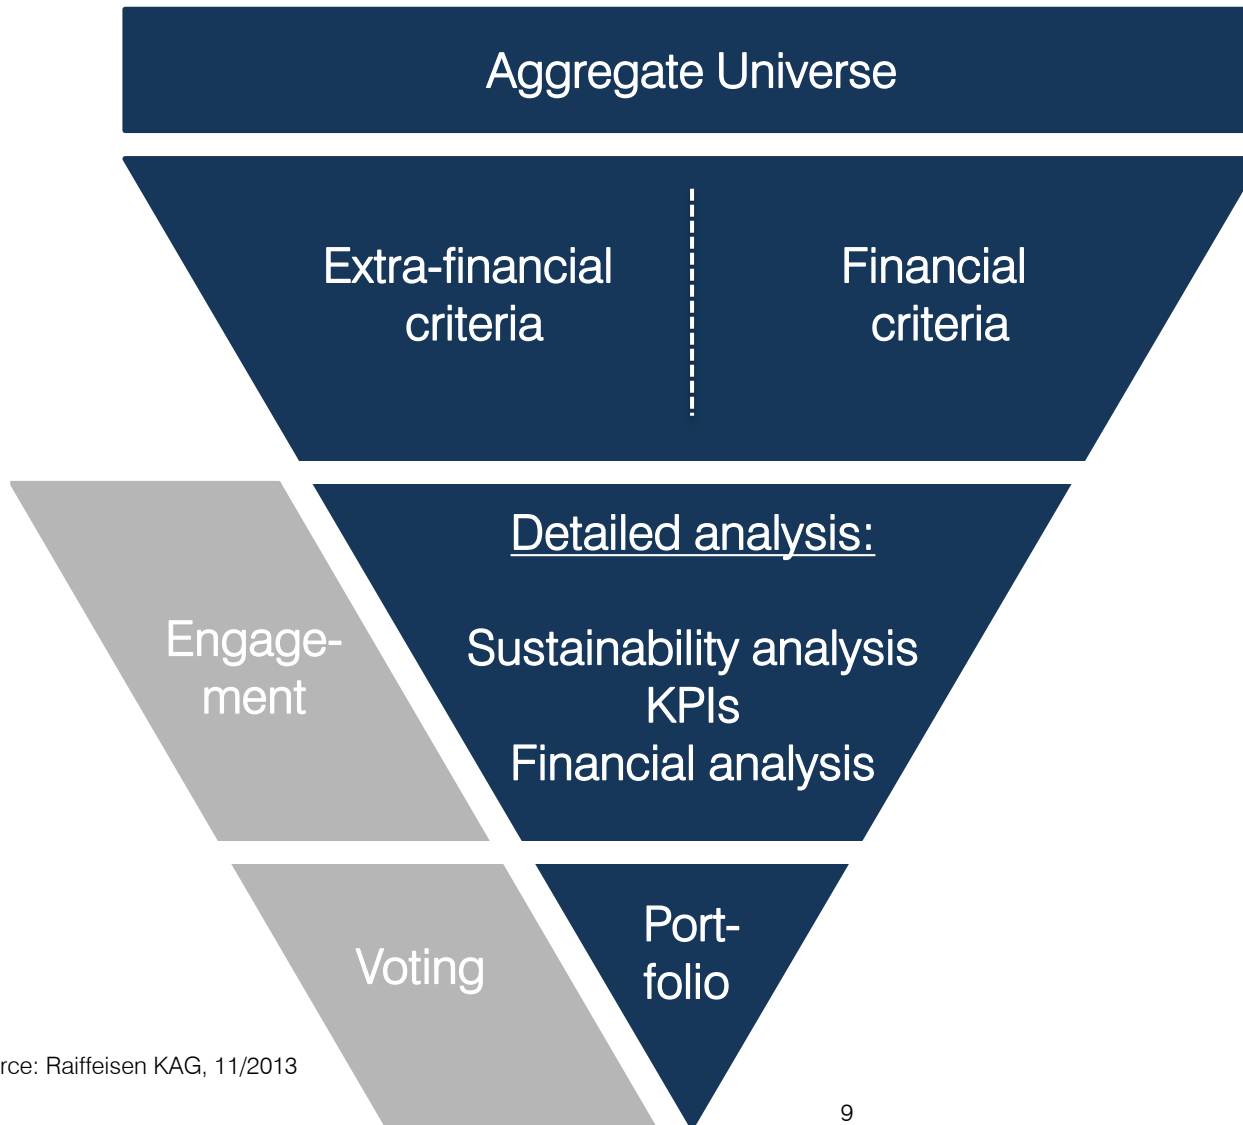 Aggregate Universe
Extra-financial
criteria
Financial
criteria
Detailed analysis:
Sustainability analysis
KPIs
Financial analysis
Engage-
ment
Port-
folio
Voting
rce: Raiffeisen KAG, 11/2013
9